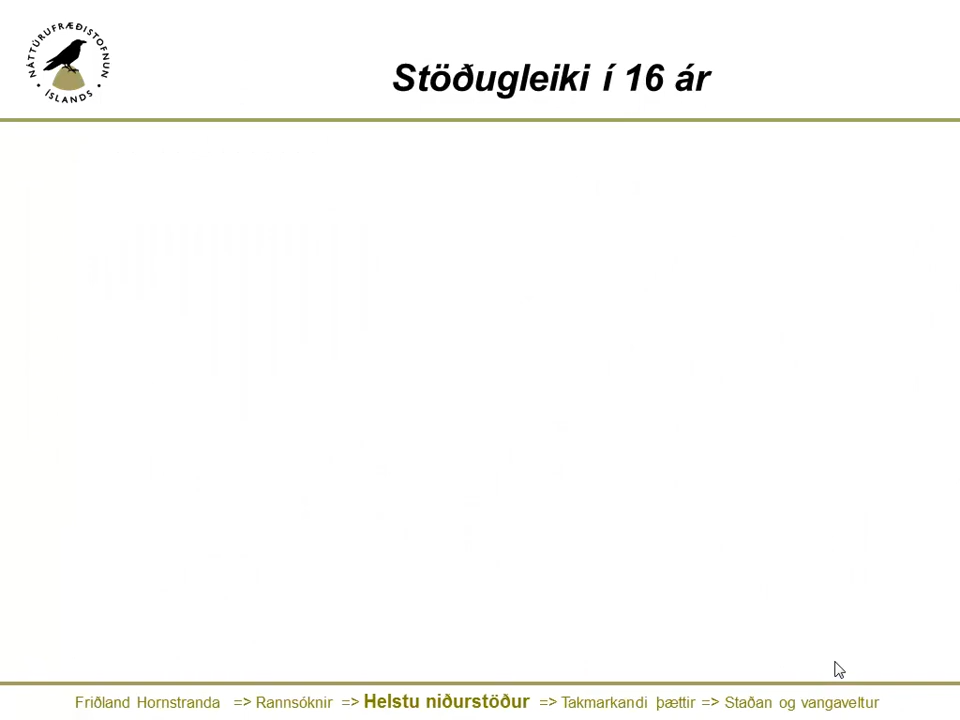 NÁTTÚRUFRÆÐISTOFNUN
• ÍSLANDS •
Stöðugleiki í 16 ár
Friðland Hornstranda => Rannsóknir => Helstu niðurstöður => Takmarkandi þættir => Staðan og vangaveltur